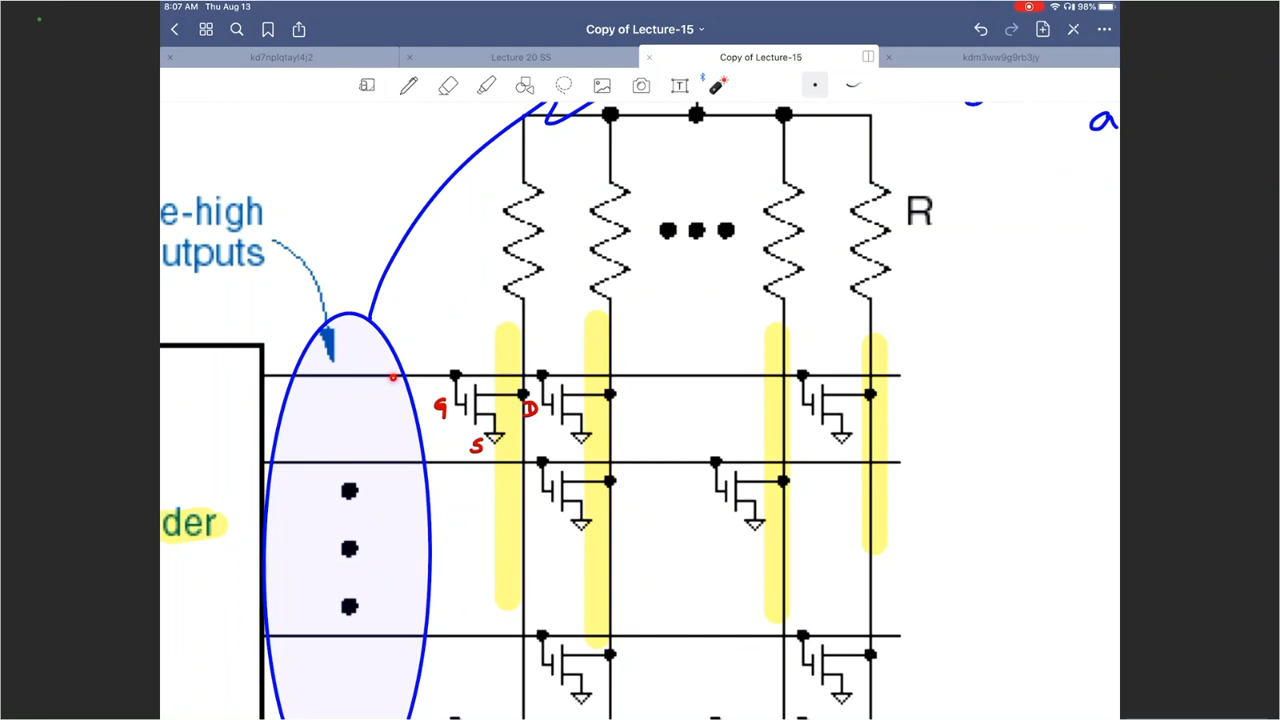 8:07 AM Thu Aug 13
98%
Copy of Lecture-15
kd7nplqtayl4j2
Lecture 20 SS
Copy of Lecture-15
kdm3ww9g9rb3jy
T
a
e-high
utputs
R
G
D
S
der